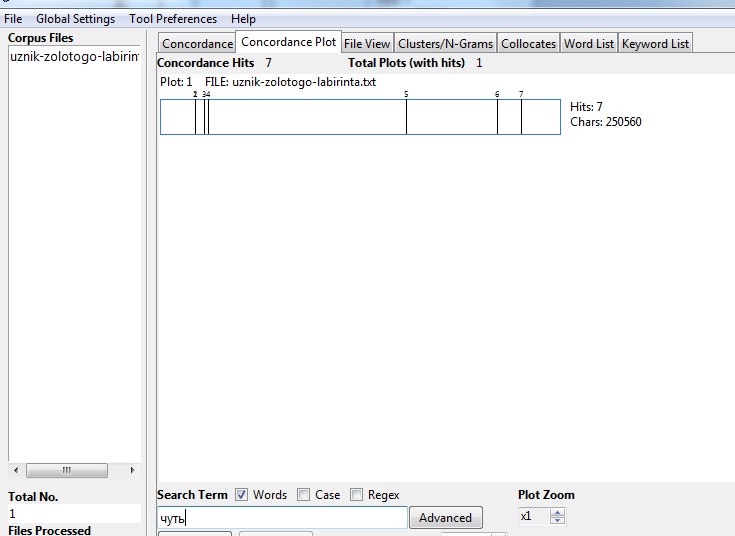 File Global Settings Tool Preferences Help
Corpus Files
uznik-zolotogo-labirint
Concordance Concordance Plot File View Clusters/N-Grams Collocates Word List Keyword List
Concordance Hits 7 Total Plots (with hits) 1
Plot: 1 FILE: uznik-zolotogo-labirinta.txt
2 3 4 5 6 7
Hits: 7
Chars: 250560
Total No.
1
Files Processed
Search Term Words Case Regex Plot Zoom
чуть Advanced x1